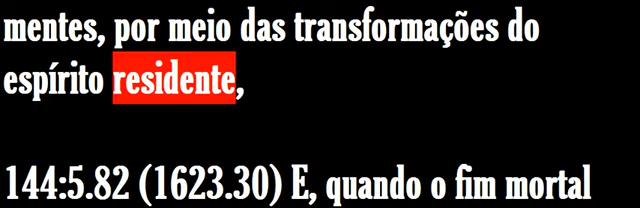 mentes, por meio das transformações do
espírito residente,
144:5.82 (1623.30) E, quando o fim mortal